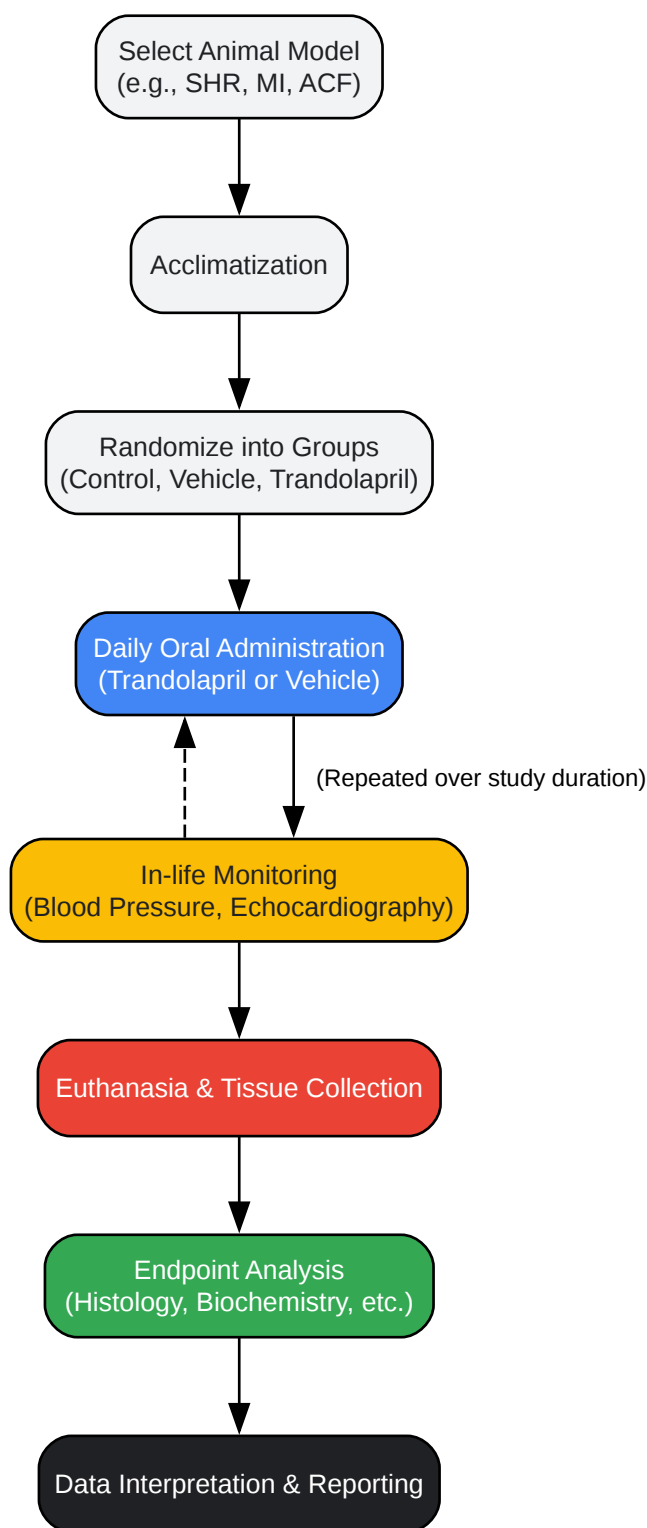 Select Animal Model
(e.g., SHR, MI, ACF)
Acclimatization
Randomize into Groups
(Control, Vehicle, Trandolapril)
Daily Oral Administration
(Trandolapril or Vehicle)
(Repeated over study duration)
In-life Monitoring
(Blood Pressure, Echocardiography)
Euthanasia & Tissue Collection
Endpoint Analysis
(Histology, Biochemistry, etc.)
Data Interpretation & Reporting